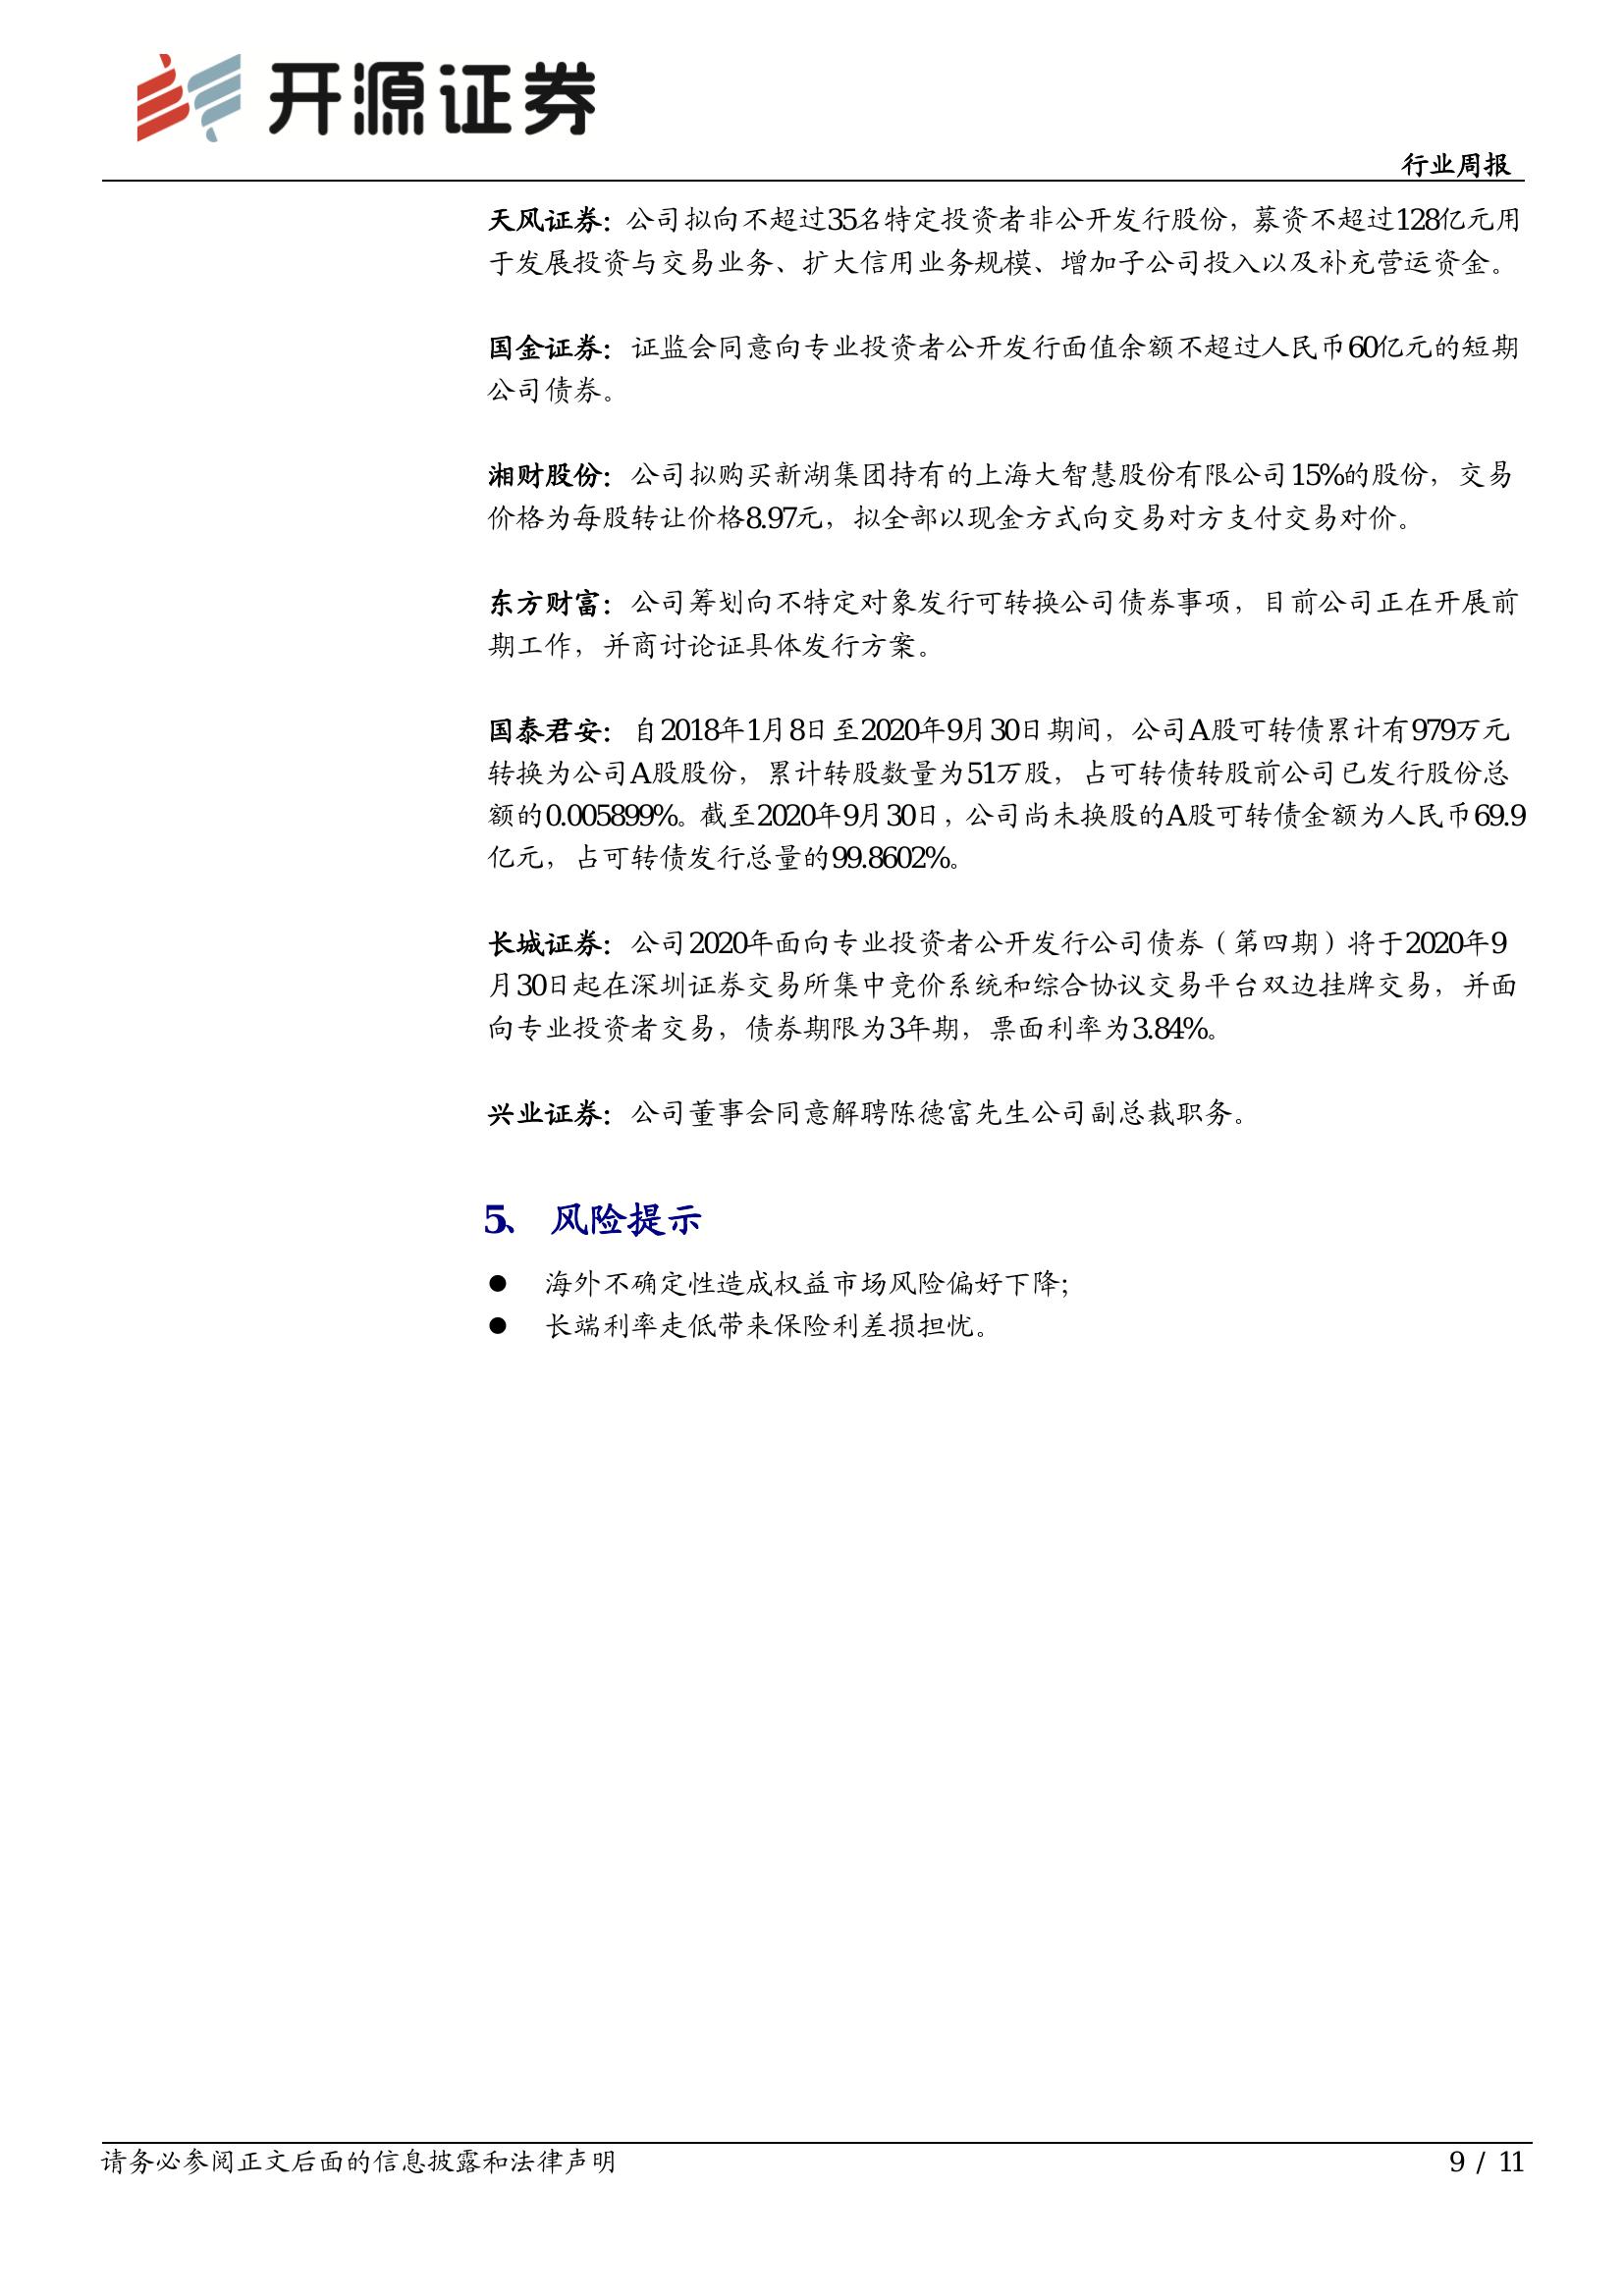 开源证券
行业周报
天风证券：公司拟向不超过35名特定投资者非公开发行股份，募资不超过128亿元用
于发展投资与交易业务、扩大信用业务规模、增加子公司投入以及补充营运资金。
国金证券：证监会同意向专业投资者公开发行面值余额不超过人民币60亿元的短期
公司债券。
湘财股份：公司拟购买新湖集团持有的上海大智慧股份有限公司15%的股份，交易
价格为每股转让价格8.97元，拟全部以现金方式向交易对方支付交易对价。
东方财富：公司筹划向不特定对象发行可转换公司债券事项，目前公司正在开展前
期工作，并商讨论证具体发行方案。
国泰君安：自2018年1月8日至2020年9月30日期间，公司A股可转债累计有979万元
转换为公司A股股份，累计转股数量为51万股，占可转债转股前公司已发行股份总
额的0.005899%。截至2020年9月30日，公司尚未换股的A股可转债金额为人民币69.9
亿元，占可转债发行总量的99.8602%。
长城证券：公司2020年面向专业投资者公开发行公司债券（第四期）将于2020年9
月30日起在深圳证券交易所集中竞价系统和综合协议交易平台双边挂牌交易，并面
向专业投资者交易，债券期限为3年期，票面利率为3.84%。
兴业证券：公司董事会同意解聘陈德富先生公司副总裁职务。
5、 风险提示
● 海外不确定性造成权益市场风险偏好下降；
● 长端利率走低带来保险利差损担忧。
请务必参阅正文后面的信息披露和法律声明
9 / 11